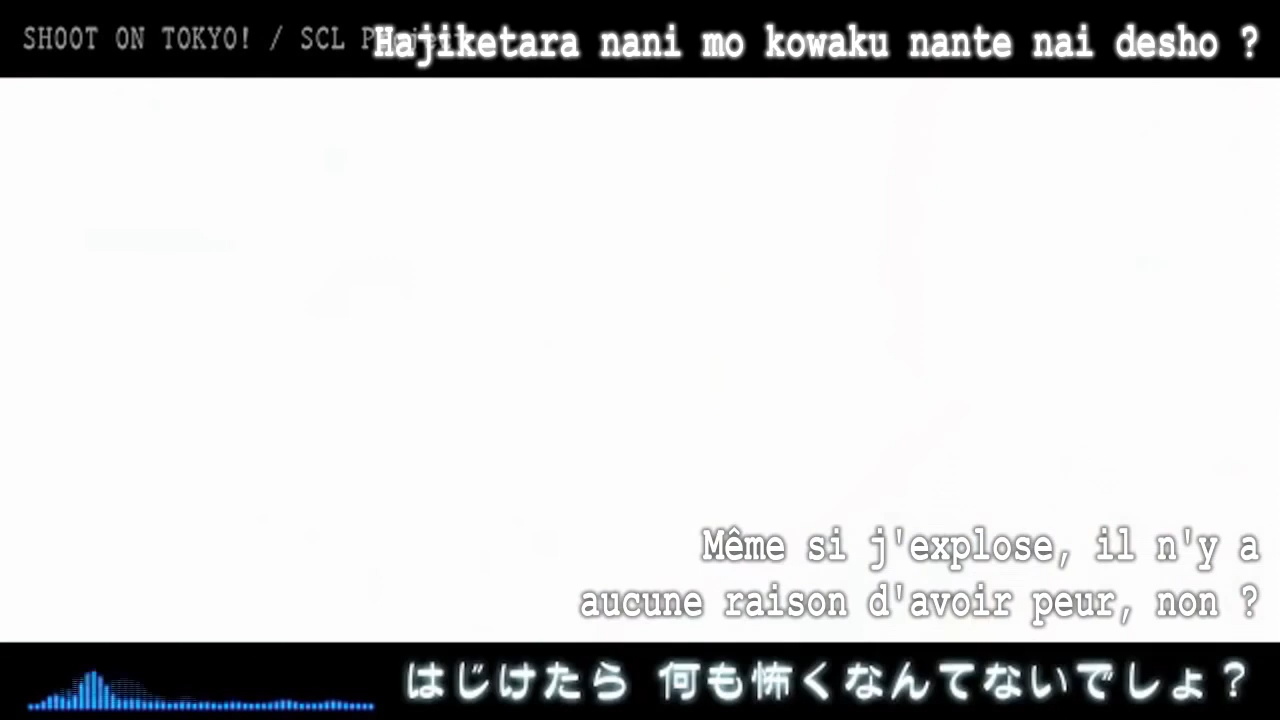 SHOOT ON TOKYO! / SCL Project
Hajiketara nani mo kowaku nante nai desho ?
Même si j'explose, il n'y a
aucune raison d'avoir peur, non ?
はじけたら 何も怖くなんてないでしょ？